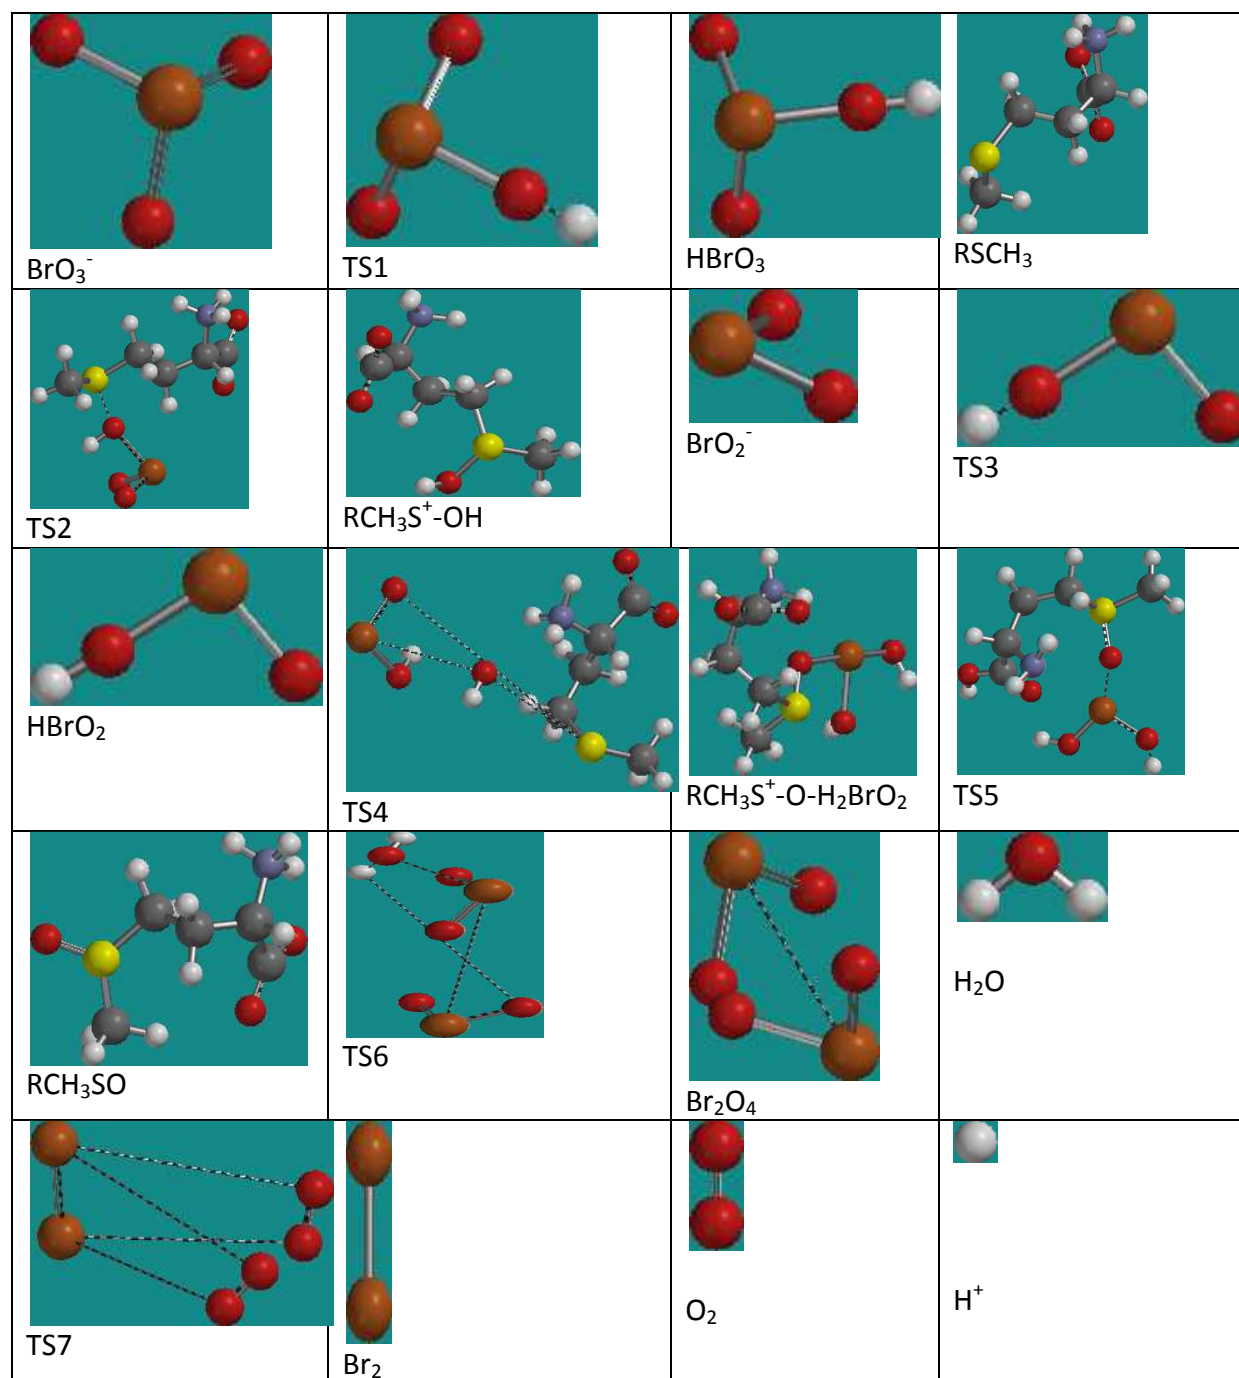 BrO₃⁻
TS1
HBrO₃
RSCH₃
TS2
RCH₃S⁺-OH
BrO₂⁻
TS3
HBrO₂
TS4
RCH₃S⁺-O-H₂BrO₂
TS5
RCH₃SO
TS6
Br₂O₄
H₂O
TS7
Br₂
O₂
H⁺